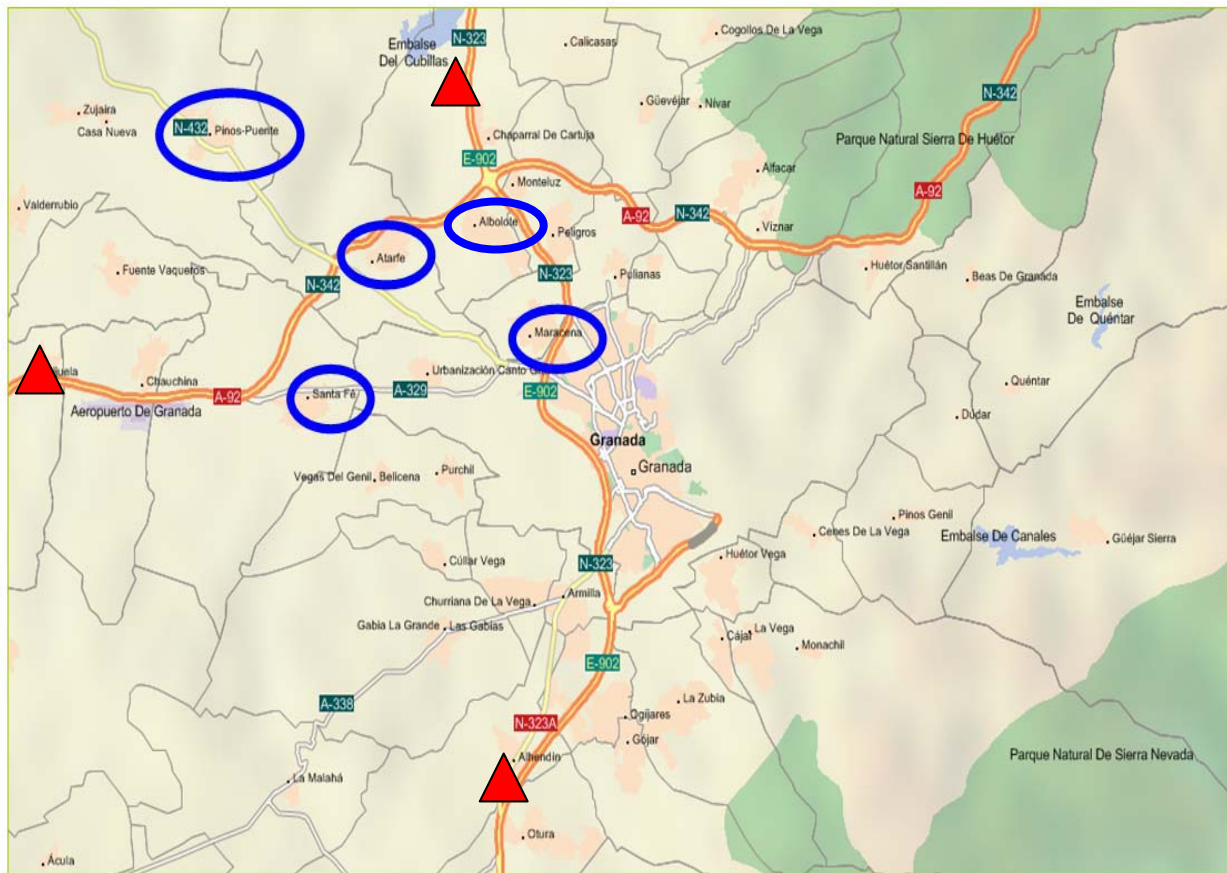 Embalse
Del Cubillas
N-323
Calicasas
Cogollos De La Vega
Zujaira
Casa Nueva
N-432
Pinos-Puente
Güevéjar
Nívar
N-342
Chaparral De Cartuja
Parque Natural Sierra De Huétor
E-902
Monteluz
Alfacar
A-92
Valderrubio
Albolote
Peligros
A-92
N-342
Víznar
Atarfe
Fuente Vaqueros
N-342
N-323
Pulianas
Huétor Santillán
Beas De Granada
Embalse
De Quéntar
Maracena
Chauchina
Urbanización Canto
A-92
Santa Fé
A-329
E-902
Quéntar
Aeropuerto De Granada
Dúdar
Granada
Granada
Vegas Del Genil
Belicena
Purchil
Pinos Genil
Cenes De La Vega
Embalse De Canales
Güéjar Sierra
Cúllar Vega
N-323
Huétor Vega
Churriana De La Vega
Armilla
Gabia La Grande
Las Gabias
Cájar
La Vega
Monachil
E-902
A-338
La Zubia
N-323A
Ogíjares
Gójar
Alhendín
Parque Natural De Sierra Nevada
La Malahá
Otura
Ácula